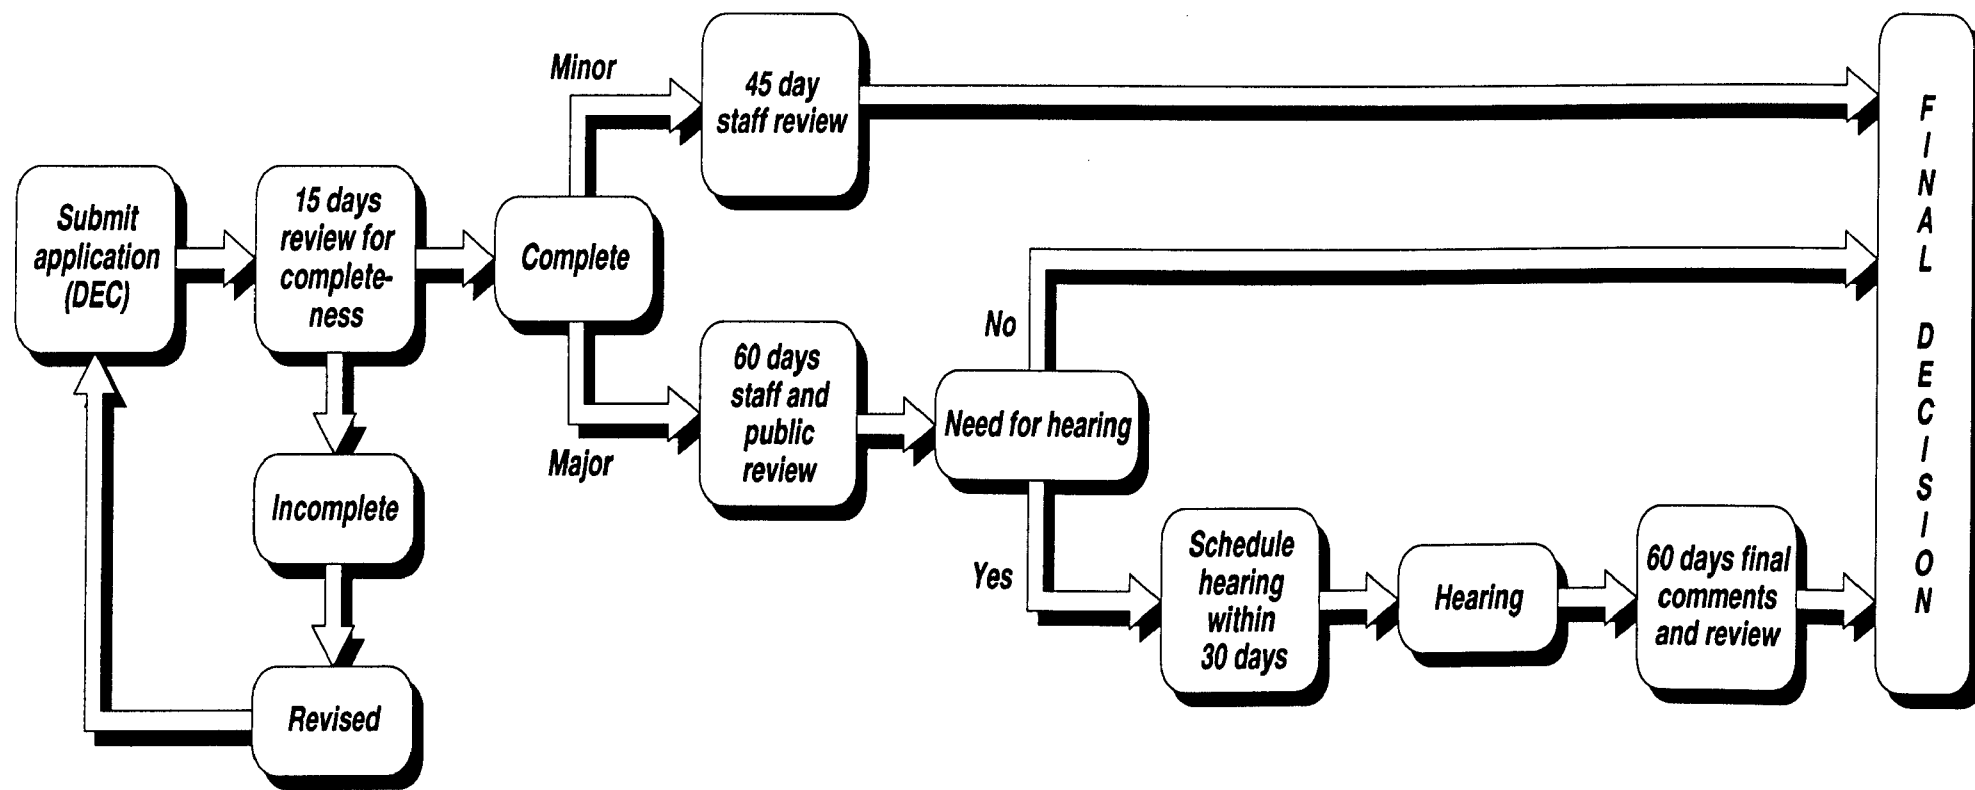 Submit
application
(DEC)
15 days
review for
complete-
ness
Incomplete
Revised
Complete
Minor
45 day
staff review
Major
60 days
staff and
public
review
Need for hearing
No
Yes
Schedule
hearing
within
30 days
Hearing
60 days final
comments
and review
FINAL DECISION